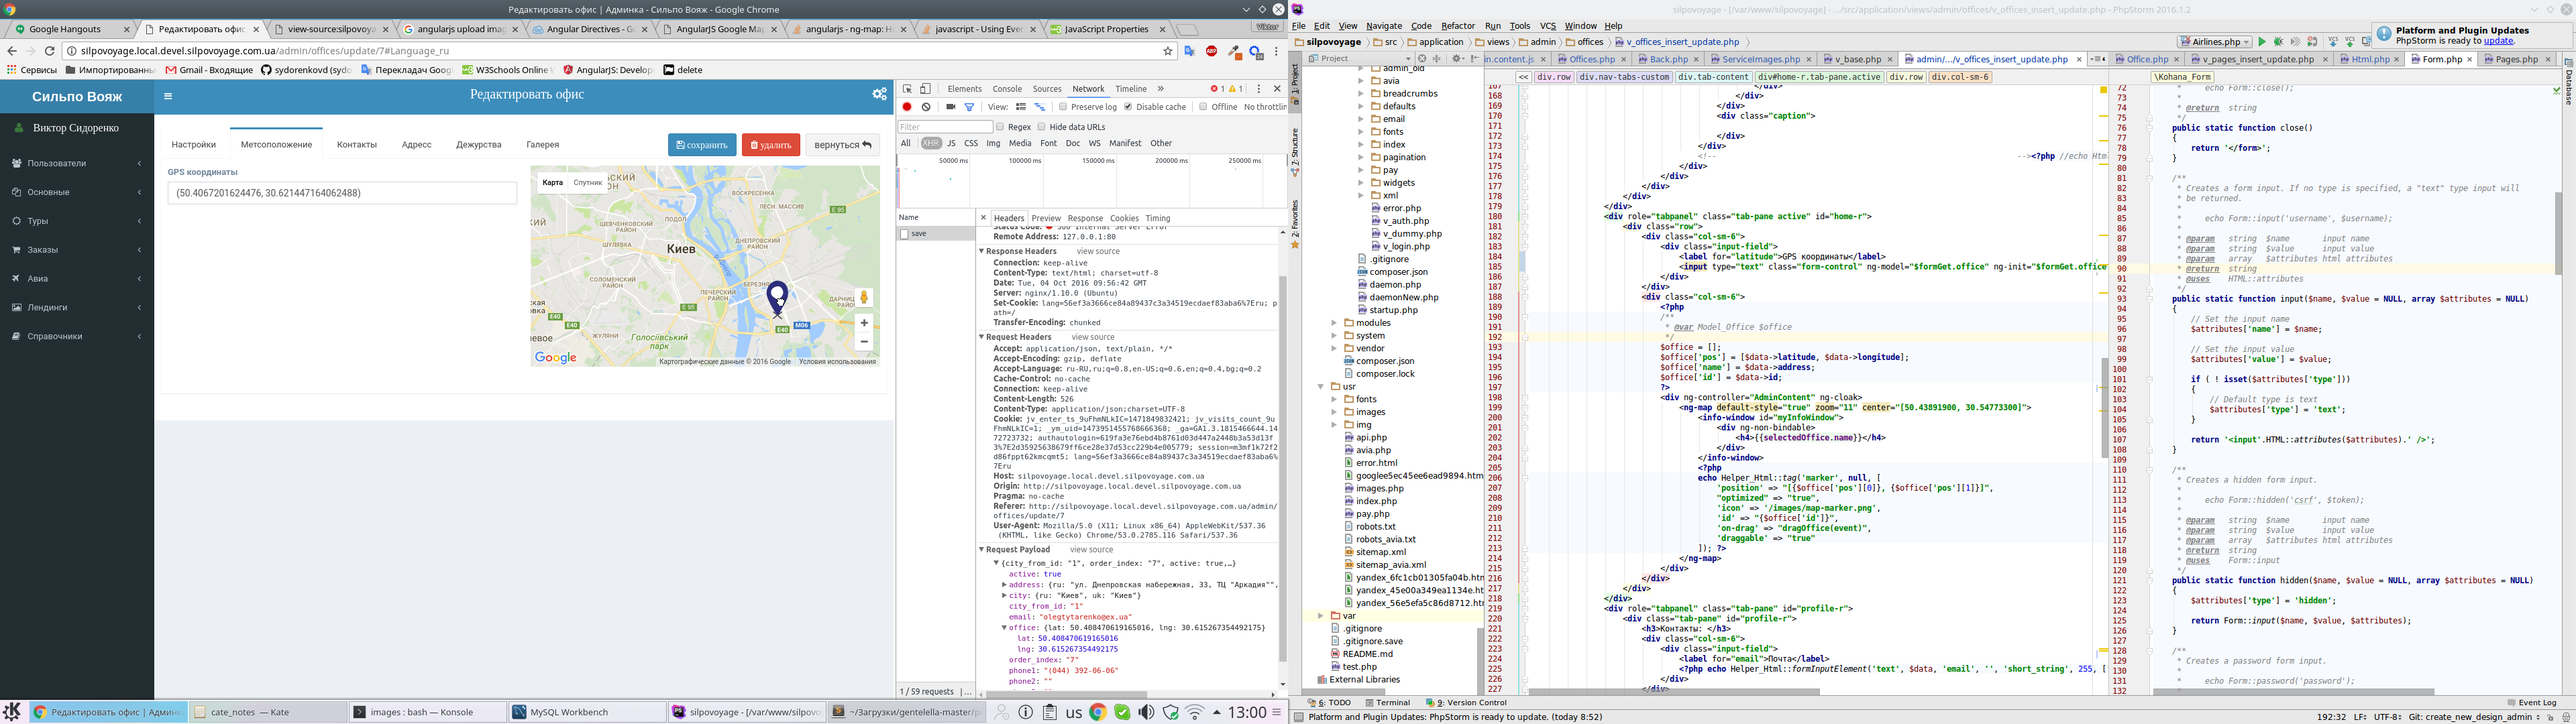 Редактировать офис | Админка - Сильпо Вояж - Google Chrome
Google Hangouts
Редактировать офис
view-source:silpovoya
angularjs upload imag
Angular Directives - G
AngularJS Google Map
angularjs - ng-map: Hi
javascript - Using Ever
JavaScript Properties
Viktor
silpovoyage.local.devel.silpovoyage.com.ua/admin/offices/update/7#Language_ru
Сервисы
Импортированны
Gmail - Входящие
sydorenkovd (sydo
Перекладач Googl
W3Schools Online
AngularJS: Develop
delete
Сильпо Вояж
Редактировать офис
Виктор Сидоренко
Пользователи
Основные
Туры
Заказы
Авиа
Лендинги
Справочники
Настройки
Метсоположение
Контакты
Адресс
Дежурства
Галерея
сохранить
удалить
вернуться
GPS координаты
(50.4067201624476, 30.621447164062488)
Карта
Спутник
Киев
Google
Картографические данные © 2016 Google
Условия использования
Elements
Console
Sources
Network
Timeline
View:
Preserve log
Disable cache
Offline
No throttlin
Filter
Regex
Hide data URLs
All
XHR
JS
CSS
Img
Media
Font
Doc
WS
Manifest
Other
50000 ms
100000 ms
150000 ms
200000 ms
250000 ms
Name
Headers
Preview
Response
Cookies
Timing
save
Remote Address: 127.0.0.1:80
Response Headers view source
Connection: keep-alive
Content-Type: text/html; charset=utf-8
Date: Tue, 04 Oct 2016 09:56:42 GMT
Server: nginx/1.10.0 (Ubuntu)
Set-Cookie: lang=56ef3a3666ce84a89437c3a34519ecdaef83aba6%7Eru; p
ath=/
Transfer-Encoding: chunked
Request Headers view source
Accept: application/json, text/plain, */*
Accept-Encoding: gzip, deflate
Accept-Language: ru-RU,ru;q=0.8,en-US;q=0.6,en;q=0.4,bg;q=0.2
Cache-Control: no-cache
Connection: keep-alive
Content-Length: 526
Content-Type: application/json;charset=UTF-8
Host: silpovoyage.local.devel.silpovoyage.com.ua
Origin: http://silpovoyage.local.devel.silpovoyage.com.ua
Pragma: no-cache
Referer: http://silpovoyage.local.devel.silpovoyage.com.ua/admin/
offices/update/7
User-Agent: Mozilla/5.0 (X11; Linux x86_64) AppleWebKit/537.36
(KHTML, like Gecko) Chrome/53.0.2785.116 Safari/537.36
Request Payload view source
{city_from_id: "1", order_index: "7", active: true,…}
active: true
address: {ru: "ул. Днепровская набережная, 33, ТЦ "Аркадия"",
city: {ru: "Киев", uk: "Киев"}
city_from_id: "1"
email: "olegtytarenko@ex.ua"
office: {lat: 50.408470619165016, lng: 30.615267354492175}
lat: 50.408470619165016
lng: 30.615267354492175
order_index: "7"
phone1: "(044) 392-06-06"
phone2: ""
1 / 59 requests
silpovoyage - [/var/www/silpovoyage] - .../src/application/views/admin/offices/v_offices_insert_update.php - PhpStorm 2016.1.2
File Edit View Navigate Code Refactor Run Tools VCS Window Help
silpovoyage
src
application
views
admin
offices
v_offices_insert_update.php
Airlines.php
Platform and Plugin Updates
PhpStorm is ready to update.
Project
admin_old
avia
breadcrumbs
defaults
email
fonts
index
pagination
pay
widgets
xml
error.php
v_auth.php
v_dummy.php
v_login.php
.gitignore
composer.json
daemon.php
daemonNew.php
startup.php
modules
system
vendor
composer.json
composer.lock
usr
fonts
images
img
api.php
avia.php
error.html
googlee5ec45ee6ead9894.htm
images.php
index.php
pay.php
robots.txt
robots_avia.txt
sitemap.xml
sitemap_avia.xml
yandex_6fc1cb01305fa04b.htm
yandex_45e00a349ea1134e.ht
yandex_56e5efa5c86d8712.ht
var
.gitignore
.gitignore.save
README.md
test.php
External Libraries
in.content.js
Offices.php
Back.php
ServiceImages.php
v_base.php
admin/.../v_offices_insert_update.php
Office.php
v_pages_insert_update.php
Html.php
Form.php
Pages.php
div.row
div.nav-tabs-custom
div.tab-content
div#home-r.tab-pane.active
div.row
div.col-sm-6
\Kohana_Form
</div>
</div>
</div>
<div class="caption">
</div>
</div>
<!-- --><?php //echo Htm
</div>
</div>
</div>
</div>
</div>
<div role="tabpanel" class="tab-pane active" id="home-r">
<div class="row">
<div class="col-sm-6">
<div class="input-field">
<label for="latitude">GPS координаты</label>
<input type="text" class="form-control" ng-model="$formGet.office" ng-init="$formGet.office
</div>
</div>
<div class="col-sm-6">
<?php
/**
* @var Model_Office $office
*/
$office = [];
$office['pos'] = [$data->latitude, $data->longitude];
$office['name'] = $data->address;
$office['id'] = $data->id;
?>
<div ng-controller="AdminContent" ng-cloak>
<ng-map default-style="true" zoom="11" center="[50.43891900, 30.54773300]">
<info-window id="myInfoWindow">
<div ng-non-bindable>
<h4>{{selectedOffice.name}}</h4>
</div>
</info-window>
<?php
echo Helper_Html::tag('marker', null, [
'position' => "[{$office['pos'][0]}, {$office['pos'][1]}]",
"optimized" => "true",
'icon' => '/images/map-marker.png',
'id' => "{$office['id']}",
'on-drag' => "dragOffice(event)",
'draggable' => "true"
]); ?>
</ng-map>
</div>
</div>
</div>
</div>
<div role="tabpanel" class="tab-pane" id="profile-r">
<div class="tab-pane" id="profile-r">
<h3>Контакты: </h3>
<div class="col-sm-6">
<div class="input-field">
<label for="email">Почта</label>
<?php echo Helper_Html::formInputElement('text', $data, 'email', '', 'short_string', 255, [
</div>
</div>
* echo Form::close();
*
* @return string
*/
public static function close()
{
return '</form>';
}
/**
* Creates a form input. If no type is specified, a "text" type input will
* be returned.
*
* echo Form::input('username', $username);
*
* @param string $name input name
* @param string $value input value
* @param array $attributes html attributes
* @return string
* @uses HTML::attributes
*/
public static function input($name, $value = NULL, array $attributes = NULL)
{
// Set the input name
$attributes['name'] = $name;
// Set the input value
$attributes['value'] = $value;
if ( ! isset($attributes['type']))
{
// Default type is text
$attributes['type'] = 'text';
}
return '<input'.HTML::attributes($attributes).' />';
}
/**
* Creates a hidden form input.
*
* echo Form::hidden('csrf', $token);
*
* @param string $name input name
* @param string $value input value
* @param array $attributes html attributes
* @return string
* @uses Form::input
*/
public static function hidden($name, $value = NULL, array $attributes = NULL)
{
$attributes['type'] = 'hidden';
return Form::input($name, $value, $attributes);
}
/**
* Creates a password form input.
*
* echo Form::password('password');
6: TODO
Terminal
9: Version Control
Event Log
Platform and Plugin Updates: PhpStorm is ready to update. (today 8:52)
192:32 LF÷ UTF-8÷ Git: create_new_design_admin
Редактировать офис | Админк
cate_notes — Kate
images : bash — Konsole
MySQL Workbench
silpovoyage - [/var/www/silpovo
~/Загрузки/gentelella-master/p
us
13:00